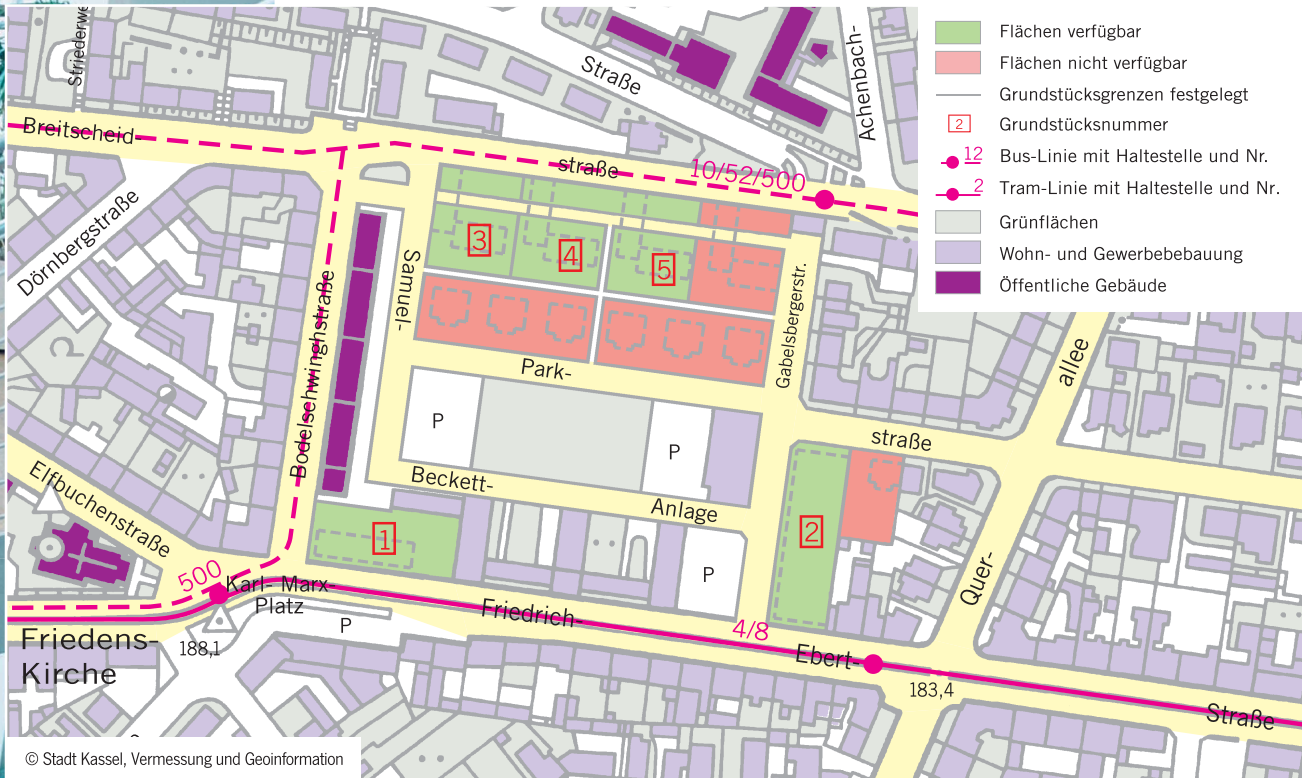 Flächen verfügbar
Flächen nicht verfügbar
Grundstücksgrenzen festgelegt
2 Grundstücksnummer
12 Bus-Linie mit Haltestelle und Nr.
2 Tram-Linie mit Haltestelle und Nr.
Grünflächen
Wohn- und Gewerbebebauung
Öffentliche Gebäude
Striederwe
Straße
Achenbach-
Breitscheid-
straße
10/52/500
Dörnbergstraße
Bodelschwinghstraße
Samuel-
3
4
5
Gabelsbergerstr.
allee
Park-
straße
P
P
Beckett-
Anlage
Elfbuchenstraße
1
2
P
Quer-
500
Karl- Marx
Platz
Friedrich-
P
4/8
Ebert-
Friedens-
Kirche
188,1
183,4
Straße
© Stadt Kassel, Vermessung und Geoinformation